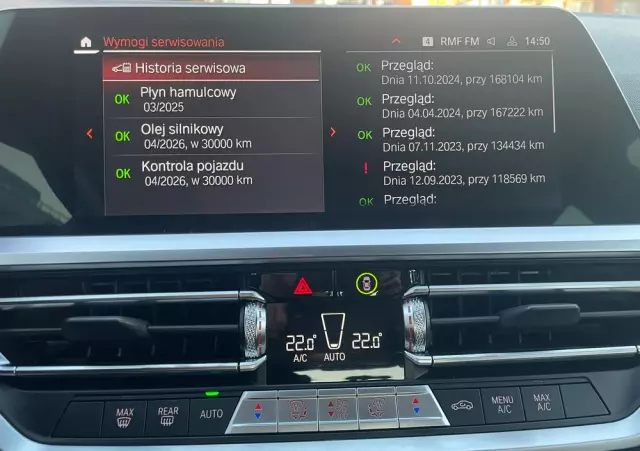 Wymogi serwisowania
4 RMF FM 14:50
Historia serwisowa
OK Płyn hamulcowy
03/2025
OK Olej silnikowy
04/2026, w 30000 km
OK Kontrola pojazdu
04/2026, w 30000 km
OK Przegląd:
Dnia 11.10.2024, przy 168104 km
OK Przegląd:
Dnia 04.04.2024, przy 167222 km
OK Przegląd:
Dnia 07.11.2023, przy 134434 km
! Przegląd:
Dnia 12.09.2023, przy 118569 km
OK Przegląd:
22.0° 22.0°
A/C AUTO
MAX
REAR
AUTO
MENU
A/C
MAX
A/C